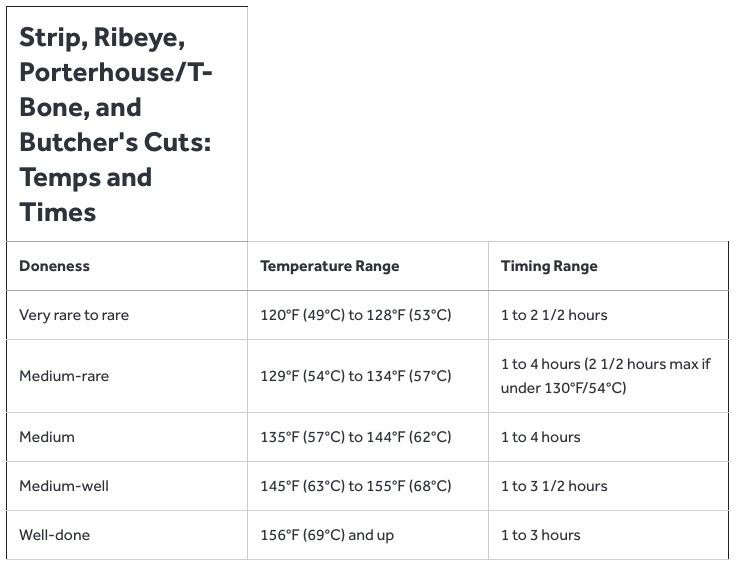 Strip, Ribeye,
Porterhouse/T-
Bone, and
Butcher's Cuts:
Temps and
Times
Doneness Temperature Range Timing Range
Very rare to rare 120°F (49°C) to 128°F (53°C) 1 to 2 1/2 hours
Medium-rare 129°F (54°C) to 134°F (57°C) 1 to 4 hours (2 1/2 hours max if
under 130°F/54°C)
Medium 135°F (57°C) to 144°F (62°C) 1 to 4 hours
Medium-well 145°F (63°C) to 155°F (68°C) 1 to 3 1/2 hours
Well-done 156°F (69°C) and up 1 to 3 hours